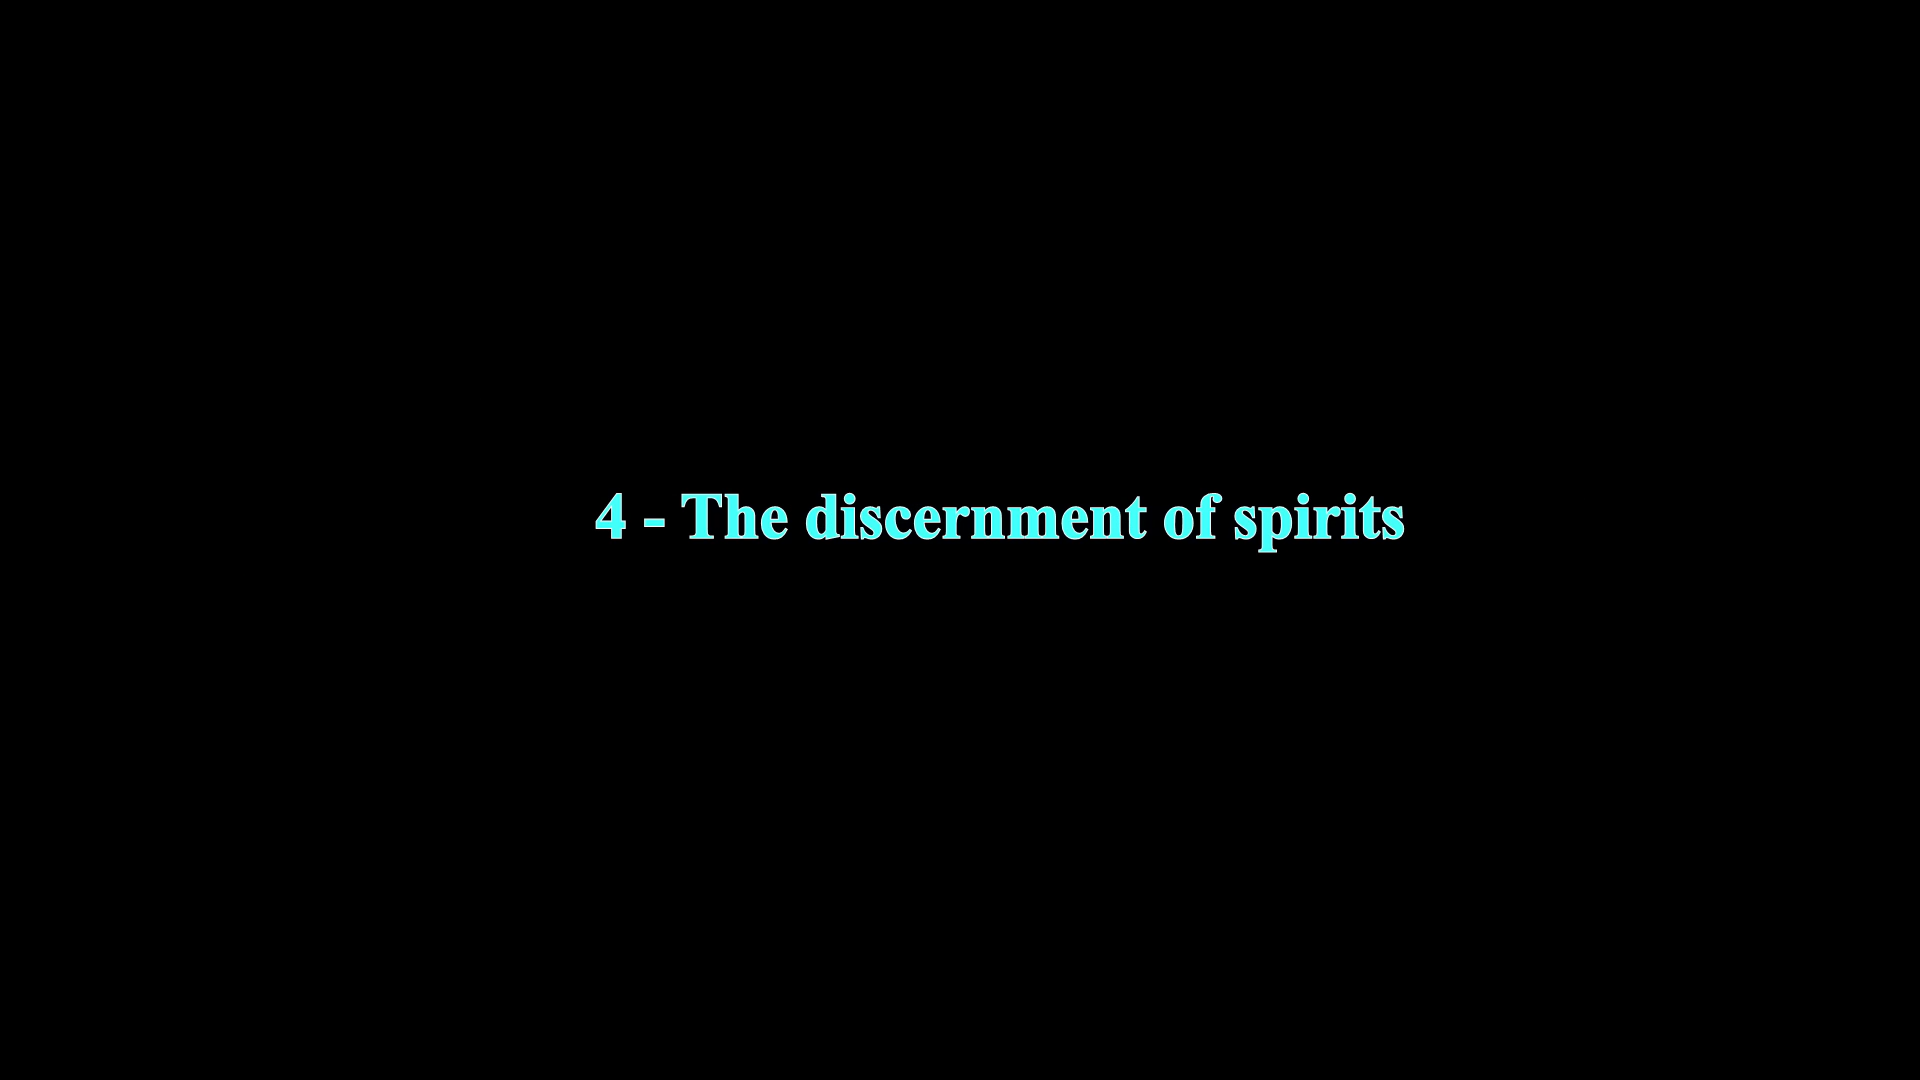 4 - The discernment of spirits